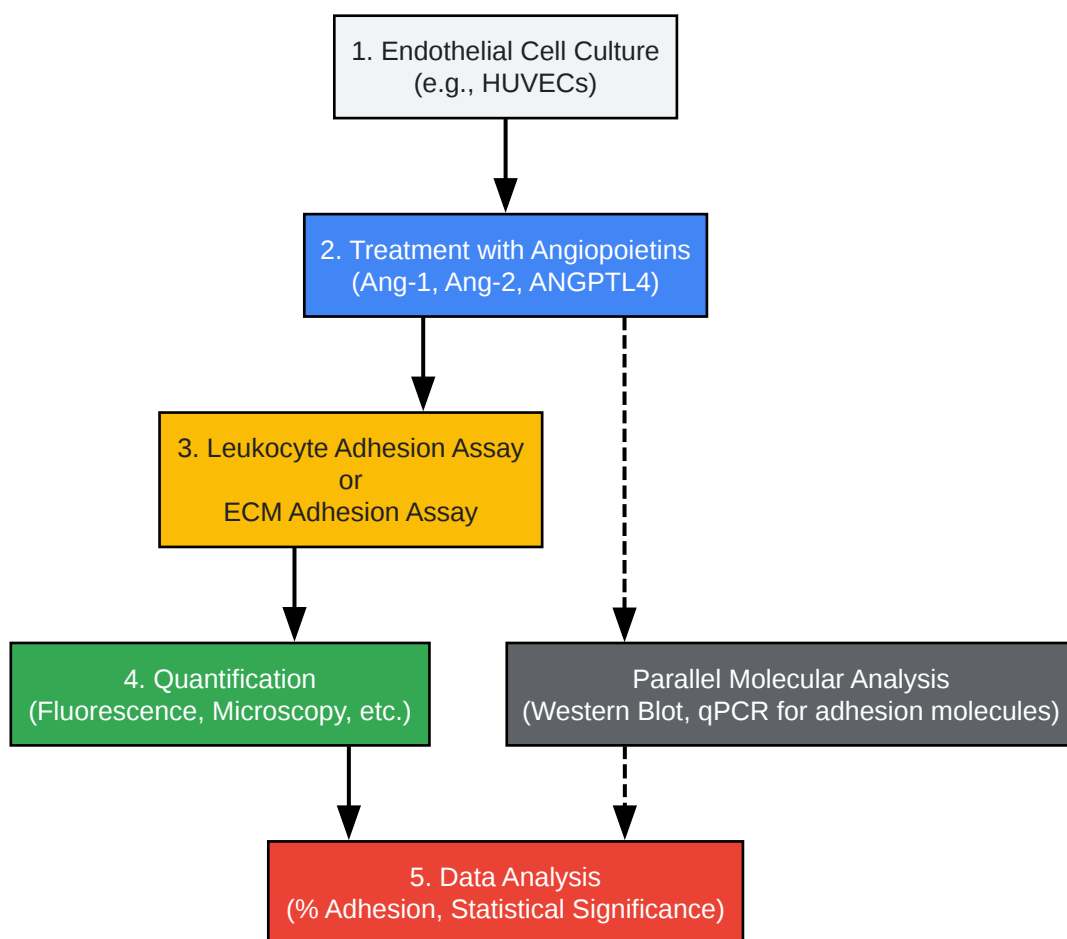 1. Endothelial Cell Culture
(e.g., HUVECs)
2. Treatment with Angiopoietins
(Ang-1, Ang-2, ANGPTL4)
3. Leukocyte Adhesion Assay
or
ECM Adhesion Assay
4. Quantification
(Fluorescence, Microscopy, etc.)
Parallel Molecular Analysis
(Western Blot, qPCR for adhesion molecules)
5. Data Analysis
(% Adhesion, Statistical Significance)